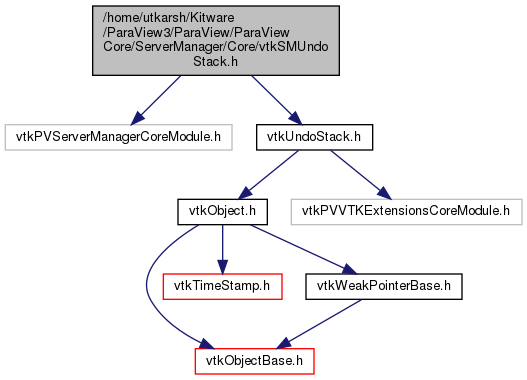 /home/utkarsh/Kitware
/ParaView3/ParaView/ParaView
Core/ServerManager/Core/vtkSMUndo
Stack.h
vtkPVServerManagerCoreModule.h
vtkUndoStack.h
vtkObject.h
vtkPVVTKExtensionsCoreModule.h
vtkTimeStamp.h
vtkWeakPointerBase.h
vtkObjectBase.h